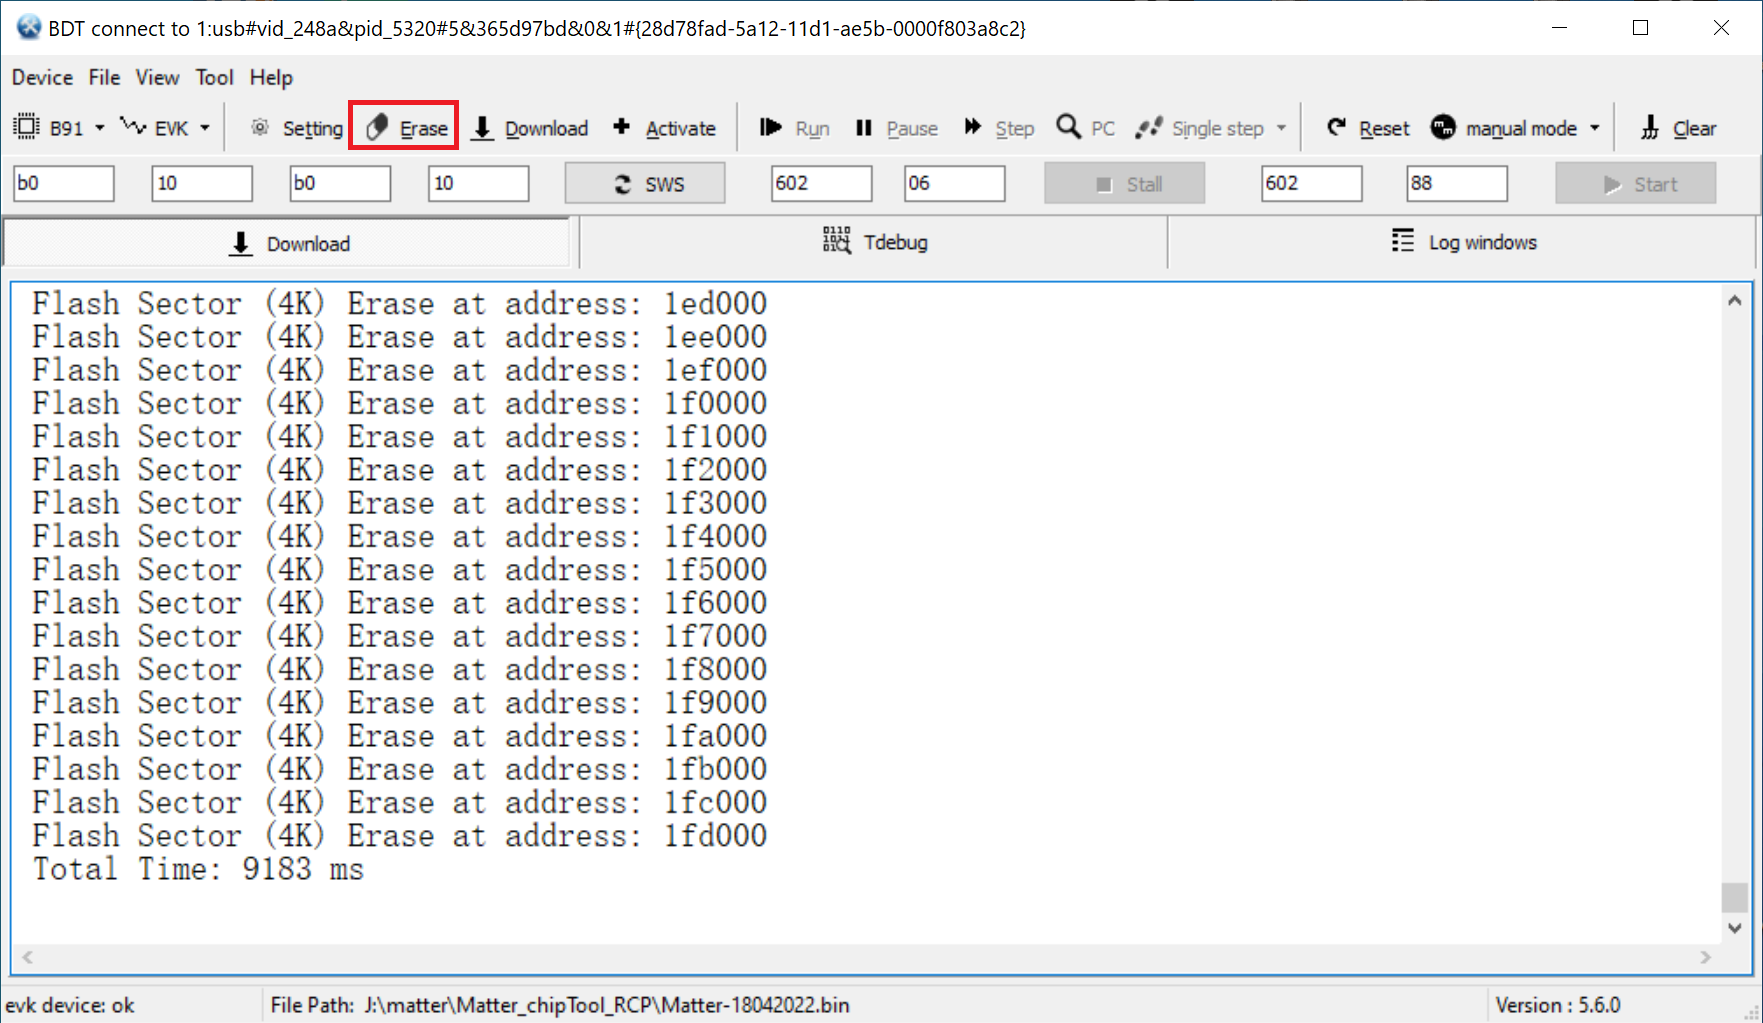 BDT connect to 1:usb#vid_248a&pid_5320#5&365d97bd&0&1#{28d78fad-5a12-11d1-ae5b-0000f803a8c2}
Device File View Tool Help
B91 EVK Setting Erase Download Activate Run Pause Step PC Single step Reset manual mode Clear
b0 10 b0 10 SWS 602 06 Stall 602 88 Start
Download Tdebug Log windows
Flash Sector (4K) Erase at address: 1ed000
Flash Sector (4K) Erase at address: 1ee000
Flash Sector (4K) Erase at address: 1ef000
Flash Sector (4K) Erase at address: 1f0000
Flash Sector (4K) Erase at address: 1f1000
Flash Sector (4K) Erase at address: 1f2000
Flash Sector (4K) Erase at address: 1f3000
Flash Sector (4K) Erase at address: 1f4000
Flash Sector (4K) Erase at address: 1f5000
Flash Sector (4K) Erase at address: 1f6000
Flash Sector (4K) Erase at address: 1f7000
Flash Sector (4K) Erase at address: 1f8000
Flash Sector (4K) Erase at address: 1f9000
Flash Sector (4K) Erase at address: 1fa000
Flash Sector (4K) Erase at address: 1fb000
Flash Sector (4K) Erase at address: 1fc000
Flash Sector (4K) Erase at address: 1fd000
Total Time: 9183 ms
evk device: ok File Path: J:\matter\Matter_chipTool_RCP\Matter-18042022.bin Version : 5.6.0